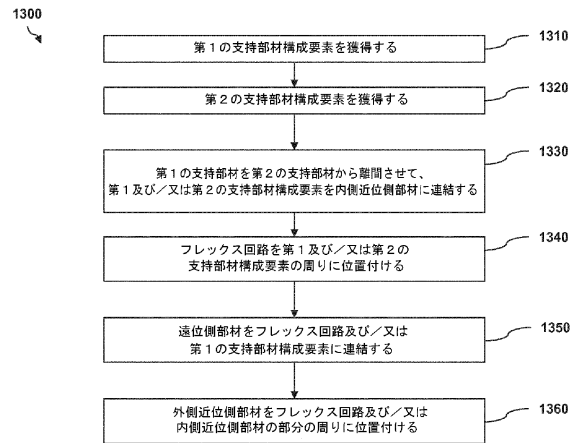 1300
第１の支持部材構成要素を獲得する
1310
第２の支持部材構成要素を獲得する
1320
第１の支持部材を第２の支持部材から離間させて、
第１及び／又は第２の支持部材構成要素を内側近位側部材に連結する
1330
フレックス回路を第１及び／又は第２の
支持部材構成要素の周りに位置付ける
1340
遠位側部材をフレックス回路及び／又は
第１の支持部材構成要素に連結する
1350
外側近位側部材をフレックス回路及び／又は
内側近位側部材の部分の周りに位置付ける
1360